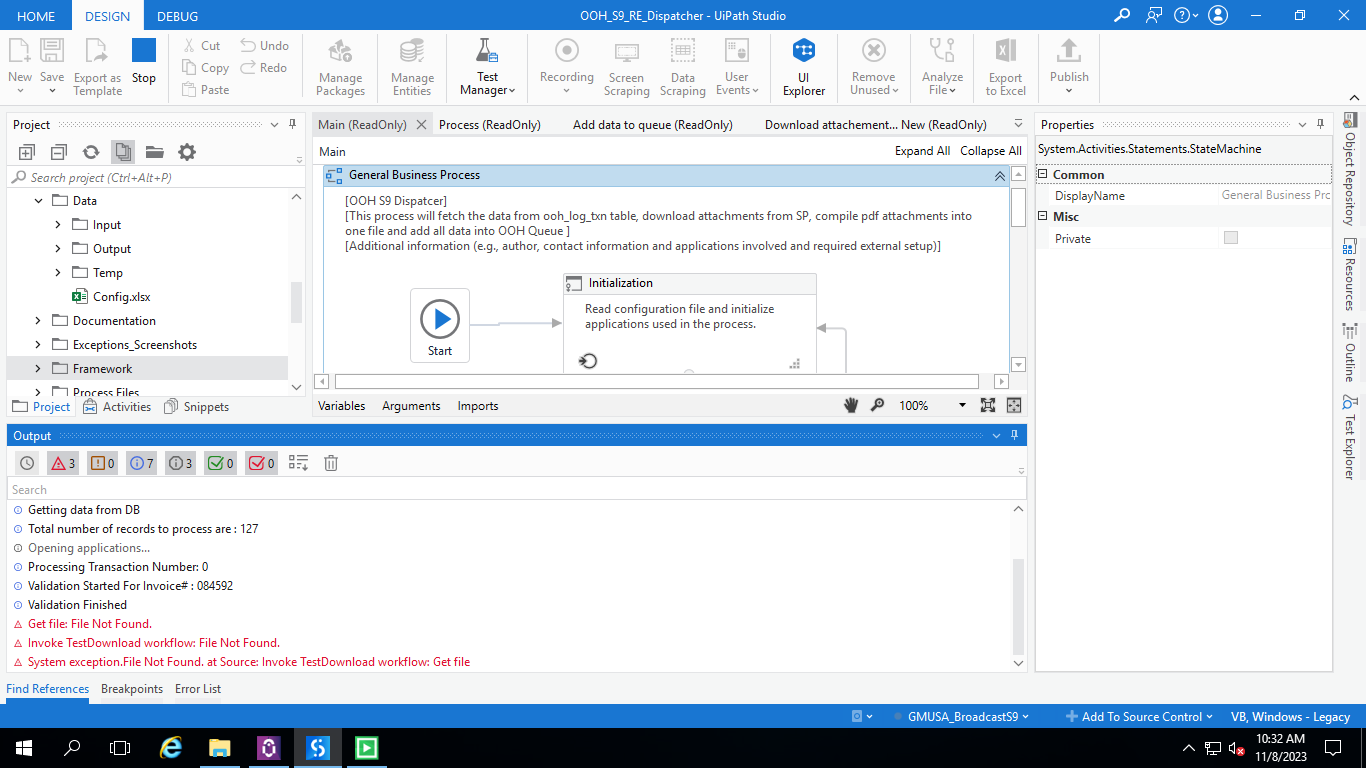 HOME DESIGN DEBUG OOH_S9_RE_Dispatcher - UiPath Studio
New Save Export as Template Stop
Cut Undo
Copy Redo
Paste
Manage Packages
Manage Entities
Test Manager
Recording
Screen Scraping
Data Scraping
User Events
UI Explorer
Remove Unused
Analyze File
Export to Excel
Publish
Project
Search project (Ctrl+Alt+P)
Data
Input
Output
Temp
Config.xlsx
Documentation
Exceptions_Screenshots
Framework
Process Files
Project Activities Snippets
Main (ReadOnly) Process (ReadOnly) Add data to queue (ReadOnly) Download attachement... New (ReadOnly)
Main Expand All Collapse All
General Business Process
[OOH S9 Dispatcer]
[This process will fetch the data from ooh_log_txn table, download attachments from SP, compile pdf attachments into
one file and add all data into OOH Queue ]
[Additional information (e.g., author, contact information and applications involved and required external setup)]
Start
Initialization
Read configuration file and initialize
applications used in the process.
Variables Arguments Imports 100%
Properties
System.Activities.Statements.StateMachine
Common
DisplayName General Business Prc
Misc
Private
Object Repository
Resources
Outline
Test Explorer
Output
3 0 7 3 0 0
Search
Getting data from DB
Total number of records to process are : 127
Opening applications...
Processing Transaction Number: 0
Validation Started For Invoice# : 084592
Validation Finished
Get file: File Not Found.
Invoke TestDownload workflow: File Not Found.
System exception.File Not Found. at Source: Invoke TestDownload workflow: Get file
Find References Breakpoints Error List
GMUSA_BroadcastS9 Add To Source Control VB, Windows - Legacy
10:32 AM
11/8/2023